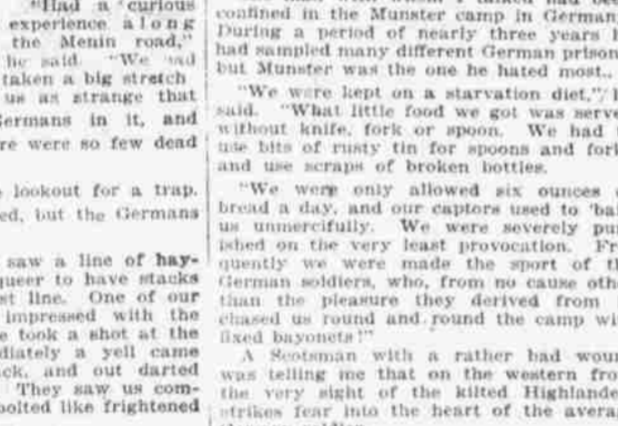 "Had a curious
experience along
the Menin road,"
he said. "We had
taken a big stretch
us as strange that
Germans in it, and
re were so few dead
lookout for a trap.
ed, but the Germans
saw a line of hay-
queer to have stacks
st line. One of our
impressed with the
e took a shot at the
diately a yell came
ck, and out darted
They saw us com-
bolted like frightened
confined in the Munster camp in German
During a period of nearly three years h
had sampled many different German prison
but Munster was the one he hated most..
"We were kept on a starvation diet," h
said. "What little food we got was serve
without knife, fork or spoon. We had
use bits of rusty tin for spoons and fork
and use scraps of broken bottles.
"We were only allowed six ounces o
bread a day, and our captors used to 'bai
us unmercifully. We were severely pun
ished on the very least provocation. Fre
quently we were made the sport of th
German soldiers, who, from no cause othe
than the pleasure they derived from
chased us round and round the camp wi
fixed bayonets!"
A Scotsman with a rather bad woun
was telling me that on the western fro
the very sight of the kilted Highlande
strikes fear into the heart of the avera